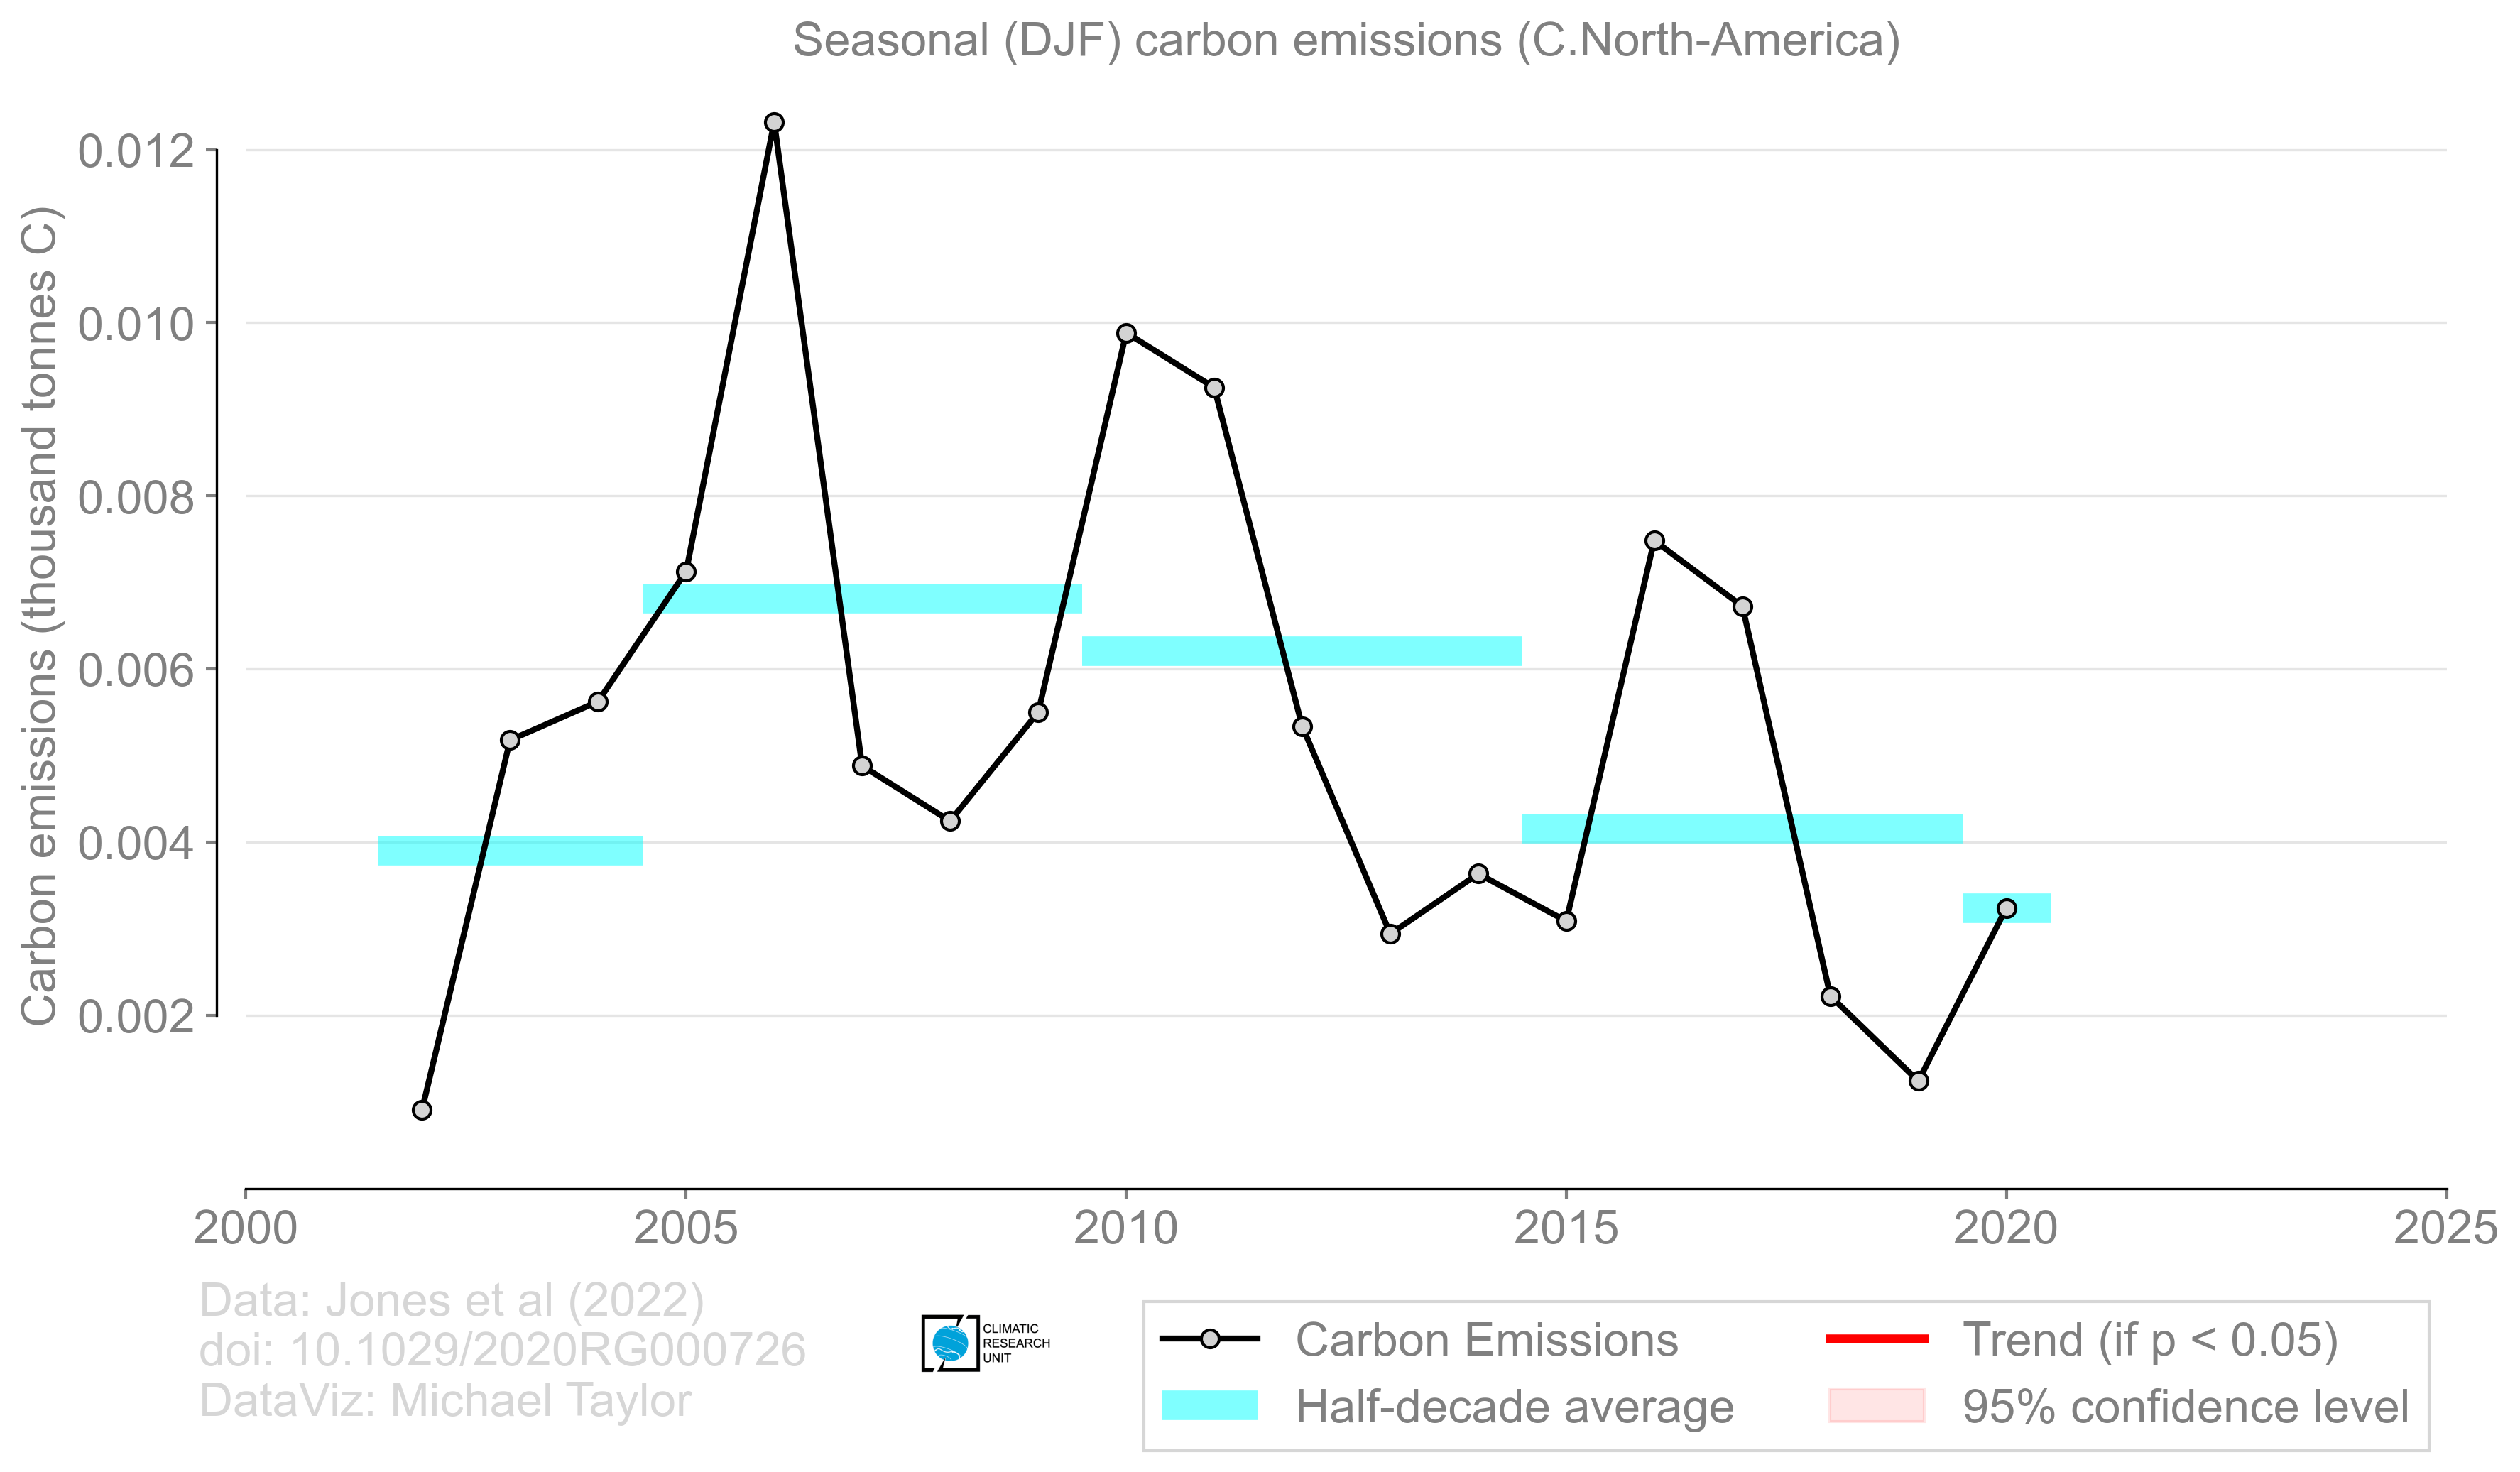 Seasonal (DJF) carbon emissions (C.North-America)
Carbon emissions (thousand tonnes C)
0.012
0.010
0.008
0.006
0.004
0.002
2000 2005 2010 2015 2020 2025
Data: Jones et al (2022)
doi: 10.1029/2020RG000726
DataViz: Michael Taylor
CLIMATIC
RESEARCH
UNIT
Carbon Emissions
Half-decade average
Trend (if p < 0.05)
95% confidence level